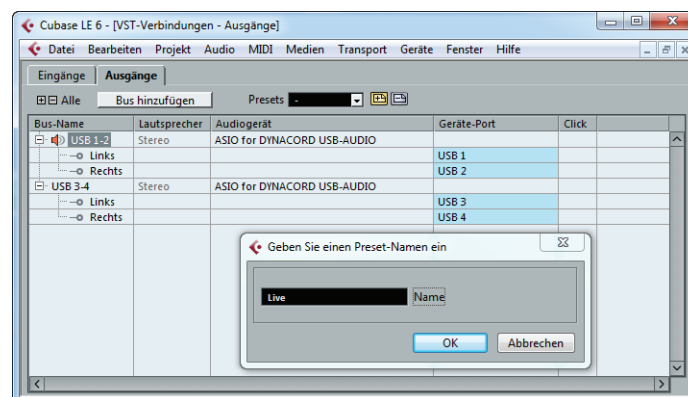 Cubase LE 6 - [VST-Verbindungen - Ausgänge]
Datei Bearbeiten Projekt Audio MIDI Medien Transport Geräte Fenster Hilfe
Eingänge Ausgänge
Alle Bus hinzufügen Presets -
Bus-Name Lautsprecher Audiogerät Geräte-Port Click
USB 1-2 Stereo ASIO for DYNACORD USB-AUDIO
Links USB 1
Rechts USB 2
USB 3-4 Stereo ASIO for DYNACORD USB-AUDIO
Links USB 3
Rechts USB 4
Geben Sie einen Preset-Namen ein
Live Name
OK Abbrechen